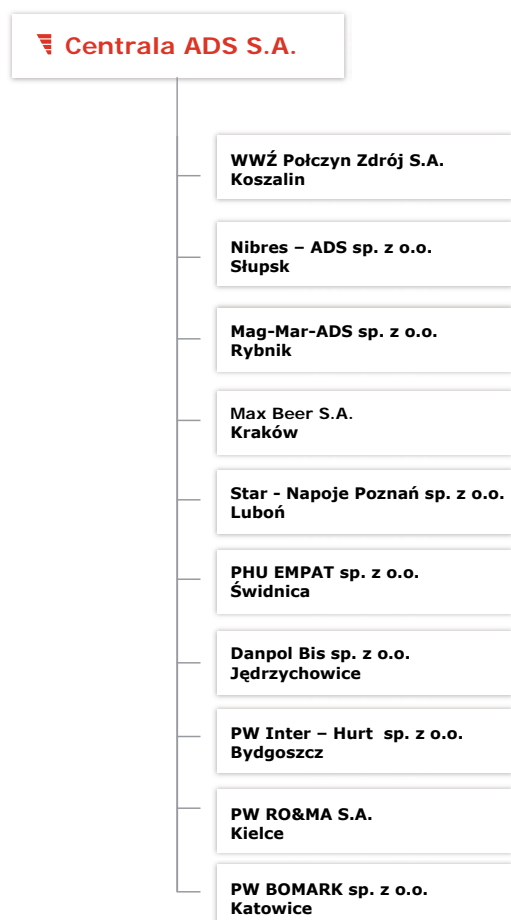 Centrala ADS S.A.
WWŹ Połczyn Zdrój S.A.
Koszalin
Nibres – ADS sp. z o.o.
Słupsk
Mag-Mar-ADS sp. z o.o.
Rybnik
Max Beer S.A.
Kraków
Star - Napoje Poznań sp. z o.o.
Luboń
PHU EMPAT sp. z o.o.
Świdnica
Danpol Bis sp. z o.o.
Jędrzychowice
PW Inter – Hurt  sp. z o.o.
Bydgoszcz
PW RO&MA S.A.
Kielce
PW BOMARK sp. z o.o.
Katowice